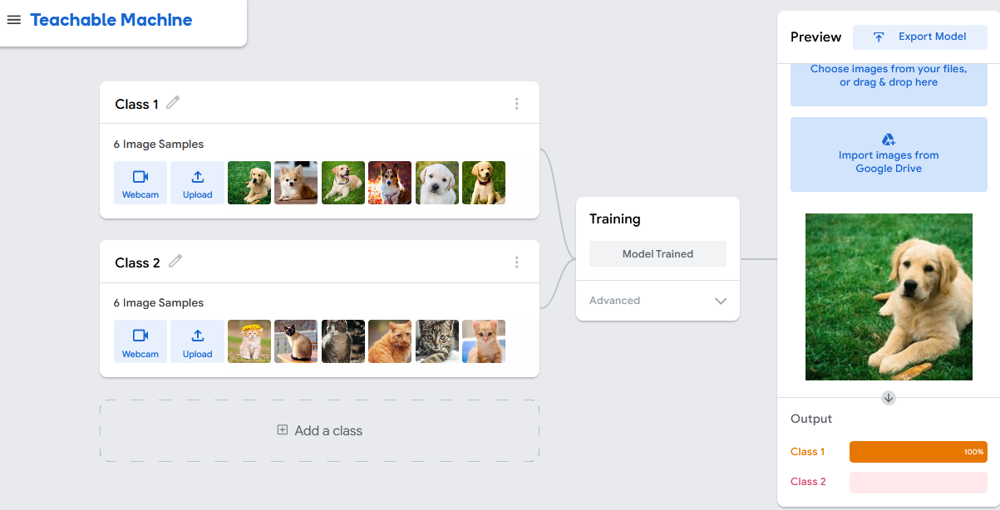 Teachable Machine
Class 1
6 Image Samples
Webcam
Upload
Class 2
6 Image Samples
Webcam
Upload
Add a class
Training
Model Trained
Advanced
Preview
Export Model
Choose images from your files,
or drag & drop here
Import images from
Google Drive
Output
Class 1
100%
Class 2